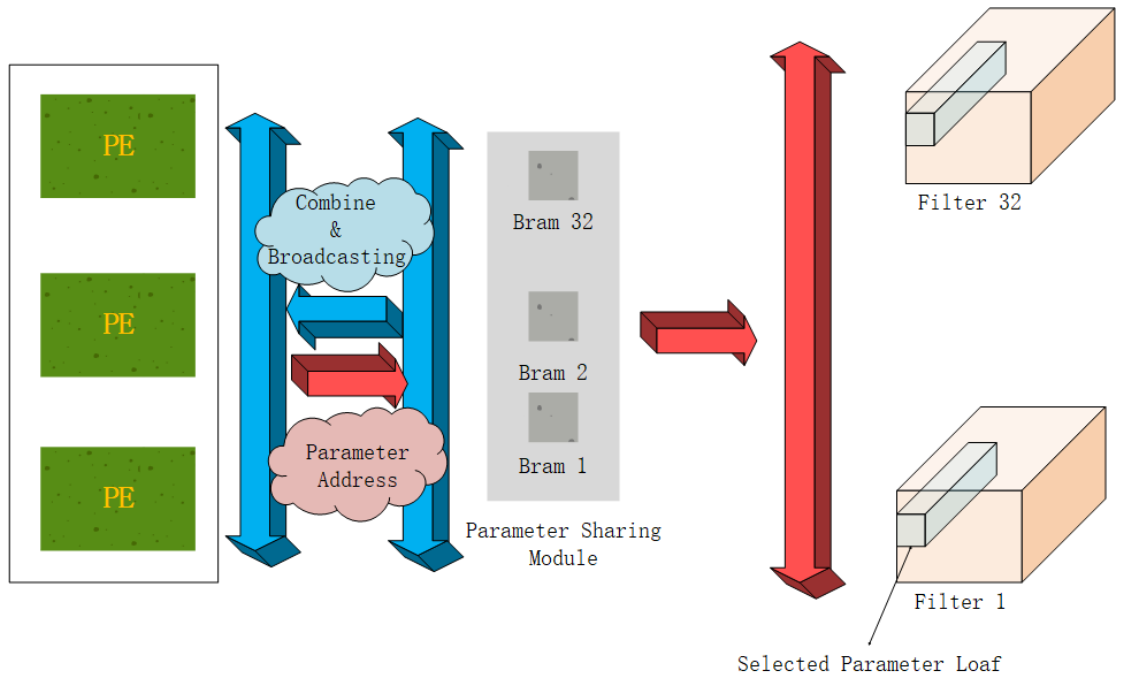 PE
PE
PE
Combine
&
Broadcasting
Parameter
Address
Bram 32
Bram 2
Bram 1
Parameter Sharing
Module
Filter 32
Filter 1
Selected Parameter Loaf